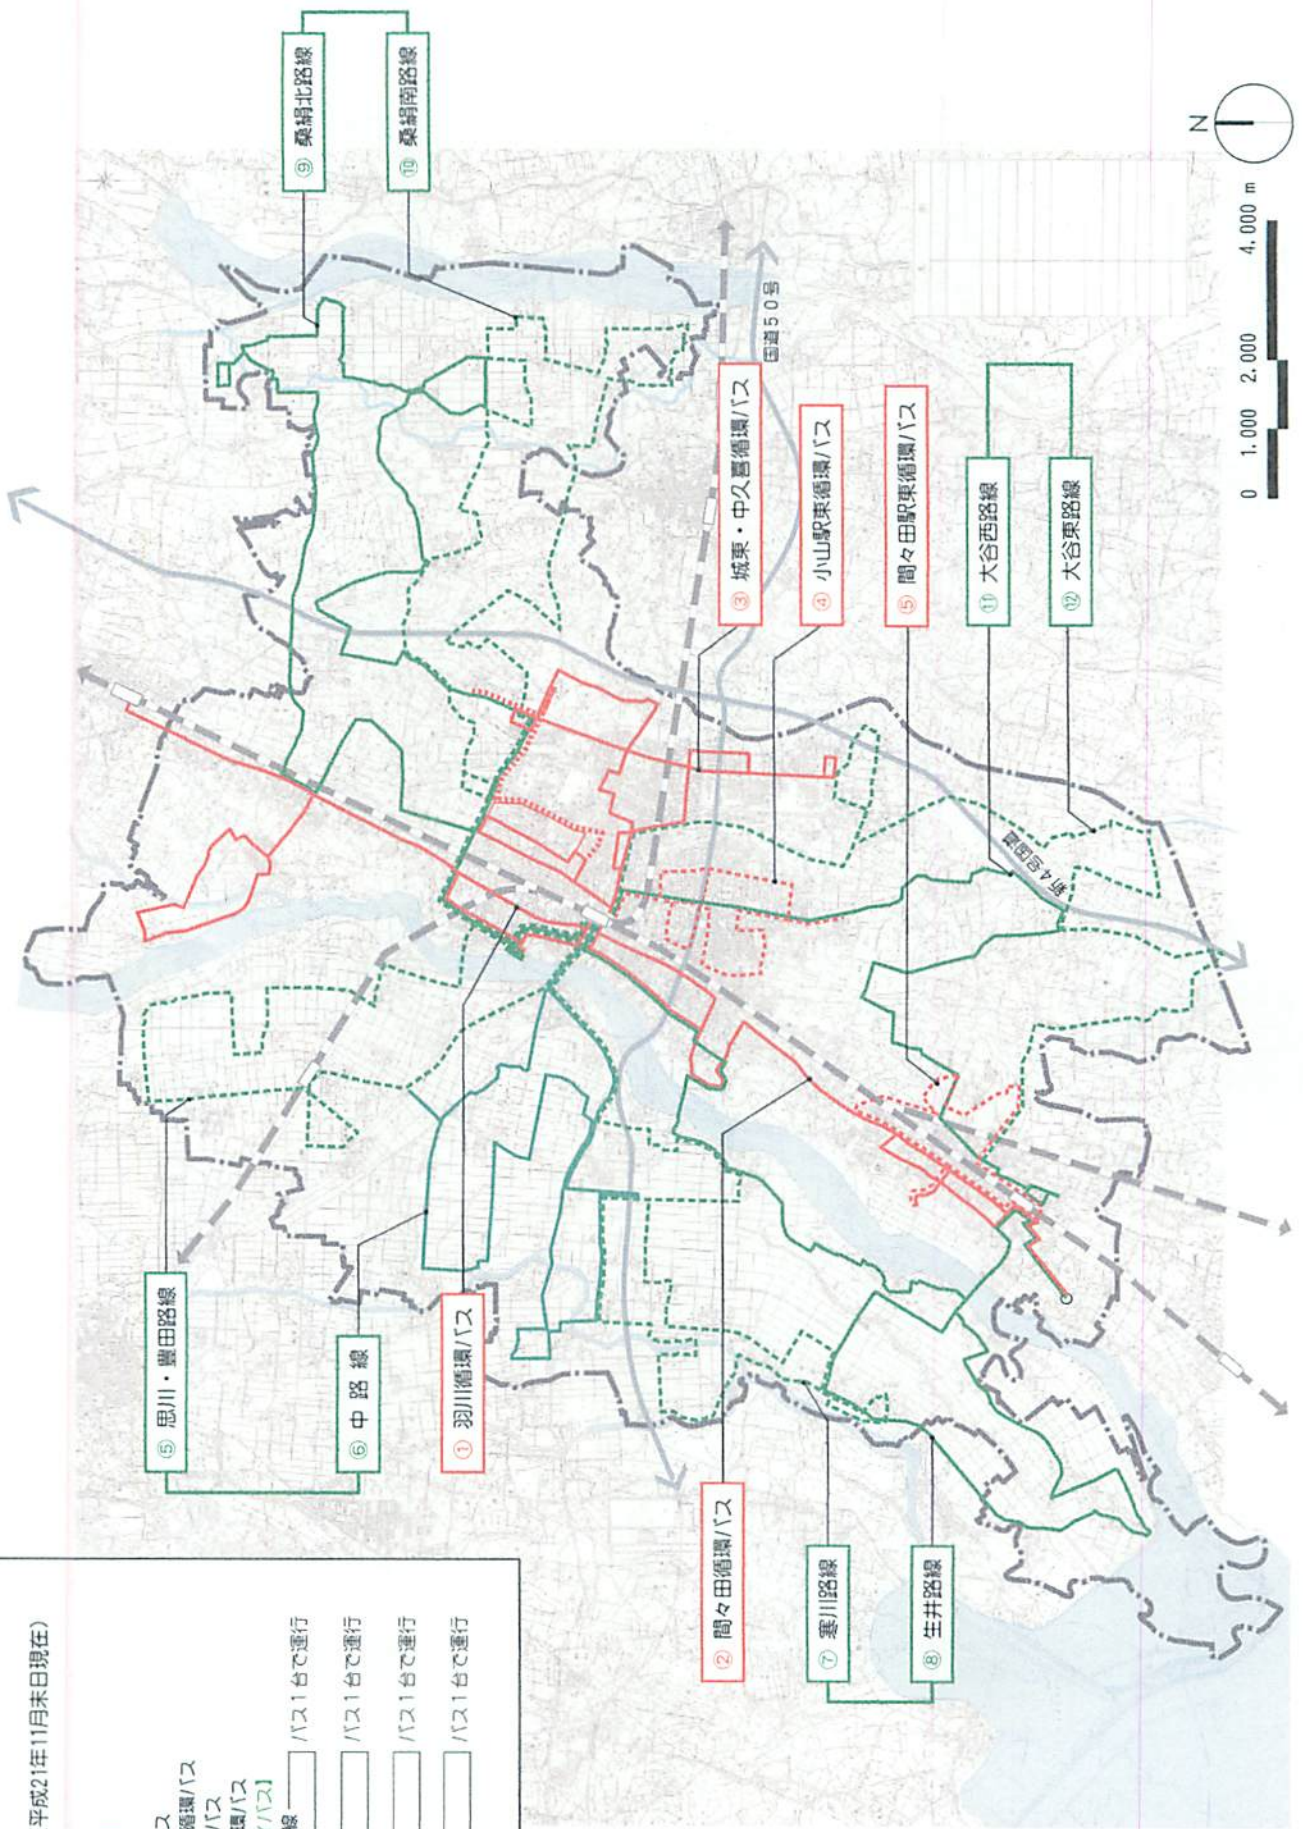 平成21年11月末日現在)
ス
循環バス
バス
環バス
バス】
線
バス1台で運行
バス1台で運行
バス1台で運行
バス1台で運行
⑤ 思川・豊田路線
⑥ 中路線
① 羽川循環バス
② 間々田循環バス
⑦ 寒川路線
⑧ 生井路線
⑨ 桑絹北路線
⑩ 桑絹南路線
国道50号
③ 城東・中久喜循環バス
④ 小山駅東循環バス
⑤ 間々田駅東循環バス
⑪ 大谷西路線
⑫ 大谷東路線
新4号国道
N
0 1.000 2.000 4.000 m